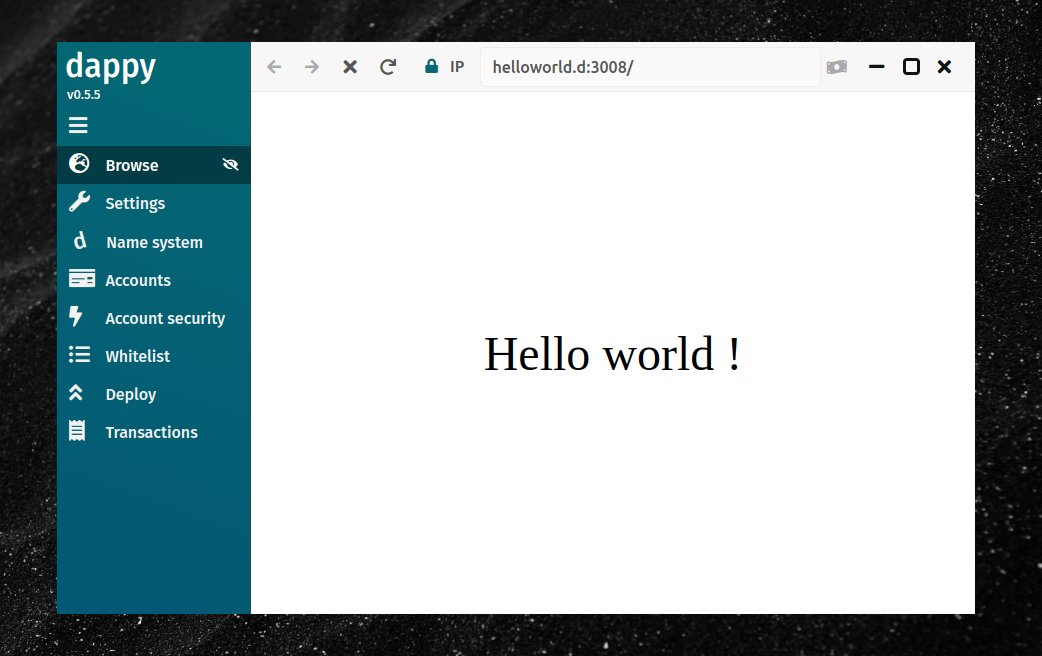 dappy
v0.5.5
IP helloworld.d:3008/
Browse
Settings
d Name system
Accounts
Account security
Whitelist
Deploy
Transactions
Hello world !